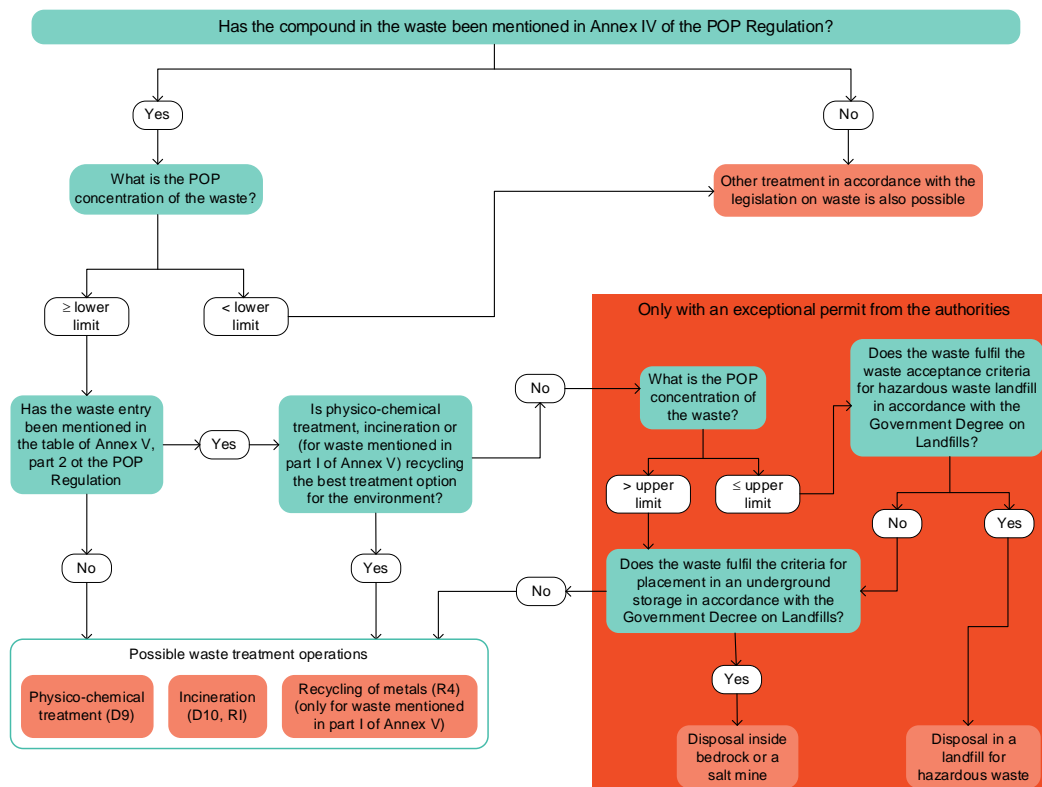 Has the compound in the waste been mentioned in Annex IV of the POP Regulation?
Yes
No
What is the POP
concentration of the waste?
Other treatment in accordance with the
legislation on waste is also possible
≥ lower
limit
< lower
limit
Only with an exceptional permit from the authorities
Has the waste entry
been mentioned in
the table of Annex V,
part 2 ot the POP
Regulation
Yes
Is physico-chemical
treatment, incineration or
(for waste mentioned in
part I of Annex V) recycling
the best treatment option
for the environment?
No
What is the POP
concentration of
the waste?
Does the waste fulfil the
waste acceptance criteria
for hazardous waste landfill
in accordance with the
Government Degree on
Landfills?
> upper
limit
≤ upper
limit
No
Yes
No
Yes
No
Does the waste fulfil the criteria for
placement in an underground
storage in accordance with the
Government Decree on Landfills?
Possible waste treatment operations
Physico-chemical
treatment (D9)
Incineration
(D10, RI)
Recycling of metals (R4)
(only for waste mentioned
in part I of Annex V)
Yes
Disposal inside
bedrock or a
salt mine
Disposal in a
landfill for
hazardous waste